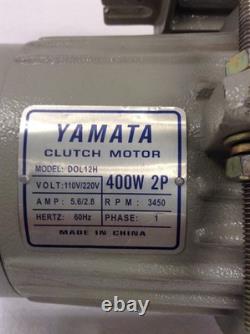 YAMATA
CLUTCH MOTOR
MODEL: DOL12H
VOLT: 110V/220V 400W 2P
AMP: 5.6/2.8 RPM: 3450
HERTZ: 60Hz PHASE: 1
MADE IN CHINA